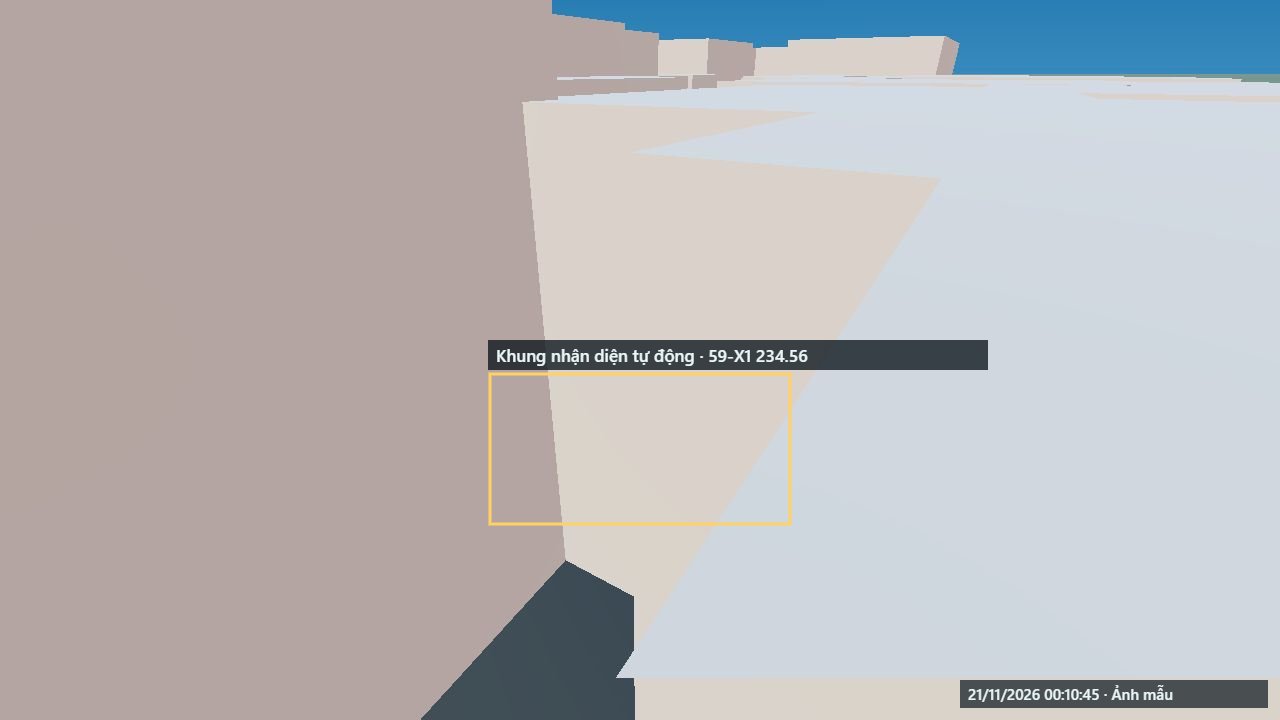 Khung nhận diện tự động · 59-X1 234.56
21/11/2026 00:10:45 · Ảnh mẫu